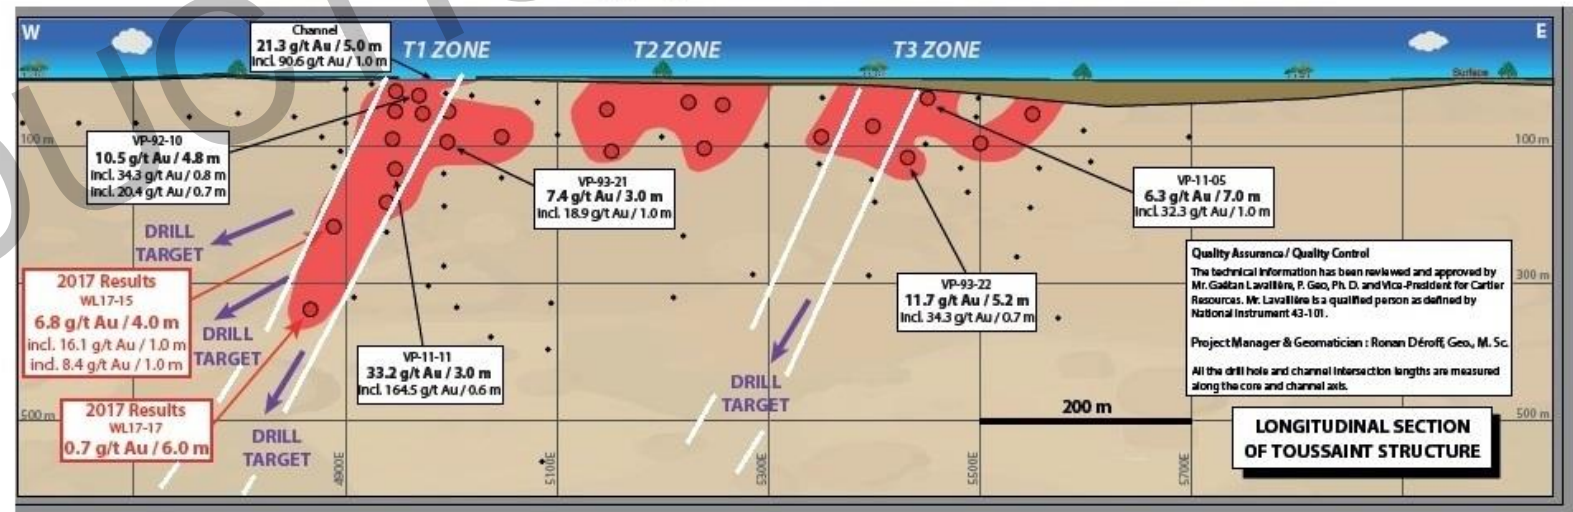 W
E
Channel
21.3 g/t Au / 5.0 m
incl. 90.6 g/t Au / 1.0 m
T1 ZONE
T2 ZONE
T3 ZONE
Surface
100 m
100 m
VP-92-10
10.5 g/t Au / 4.8 m
incl. 34.3 g/t Au / 0.8 m
incl. 20.4 g/t Au / 0.7 m
VP-93-21
7.4 g/t Au / 3.0 m
incl. 18.9 g/t Au / 1.0 m
VP-11-05
6.3 g/t Au / 7.0 m
incl. 32.3 g/t Au / 1.0 m
DRILL
TARGET
2017 Results
WL17-15
6.8 g/t Au / 4.0 m
incl. 16.1 g/t Au / 1.0 m
incl. 8.4 g/t Au / 1.0 m
DRILL
TARGET
VP-93-22
11.7 g/t Au / 5.2 m
incl. 34.3 g/t Au / 0.7 m
Quality Assurance / Quality Control
The technical information has been reviewed and approved by
Mr. Gaëtan Lavallière, P. Geo, Ph. D. and Vice-President for Cartier
Resources. Mr. Lavallière is a qualified person as defined by
National Instrument 43-101.
Project Manager & Geomatician : Ronan Déroff, Geo., M. Sc.
All the drill hole and channel intersection lengths are measured
along the core and channel axis.
300 m
VP-11-11
33.2 g/t Au / 3.0 m
incl. 164.5 g/t Au / 0.6 m
DRILL
TARGET
2017 Results
WL17-17
0.7 g/t Au / 6.0 m
DRILL
TARGET
200 m
500 m
500 m
LONGITUDINAL SECTION
OF TOUSSAINT STRUCTURE
4900E
5100E
5300E
5500E
5700E